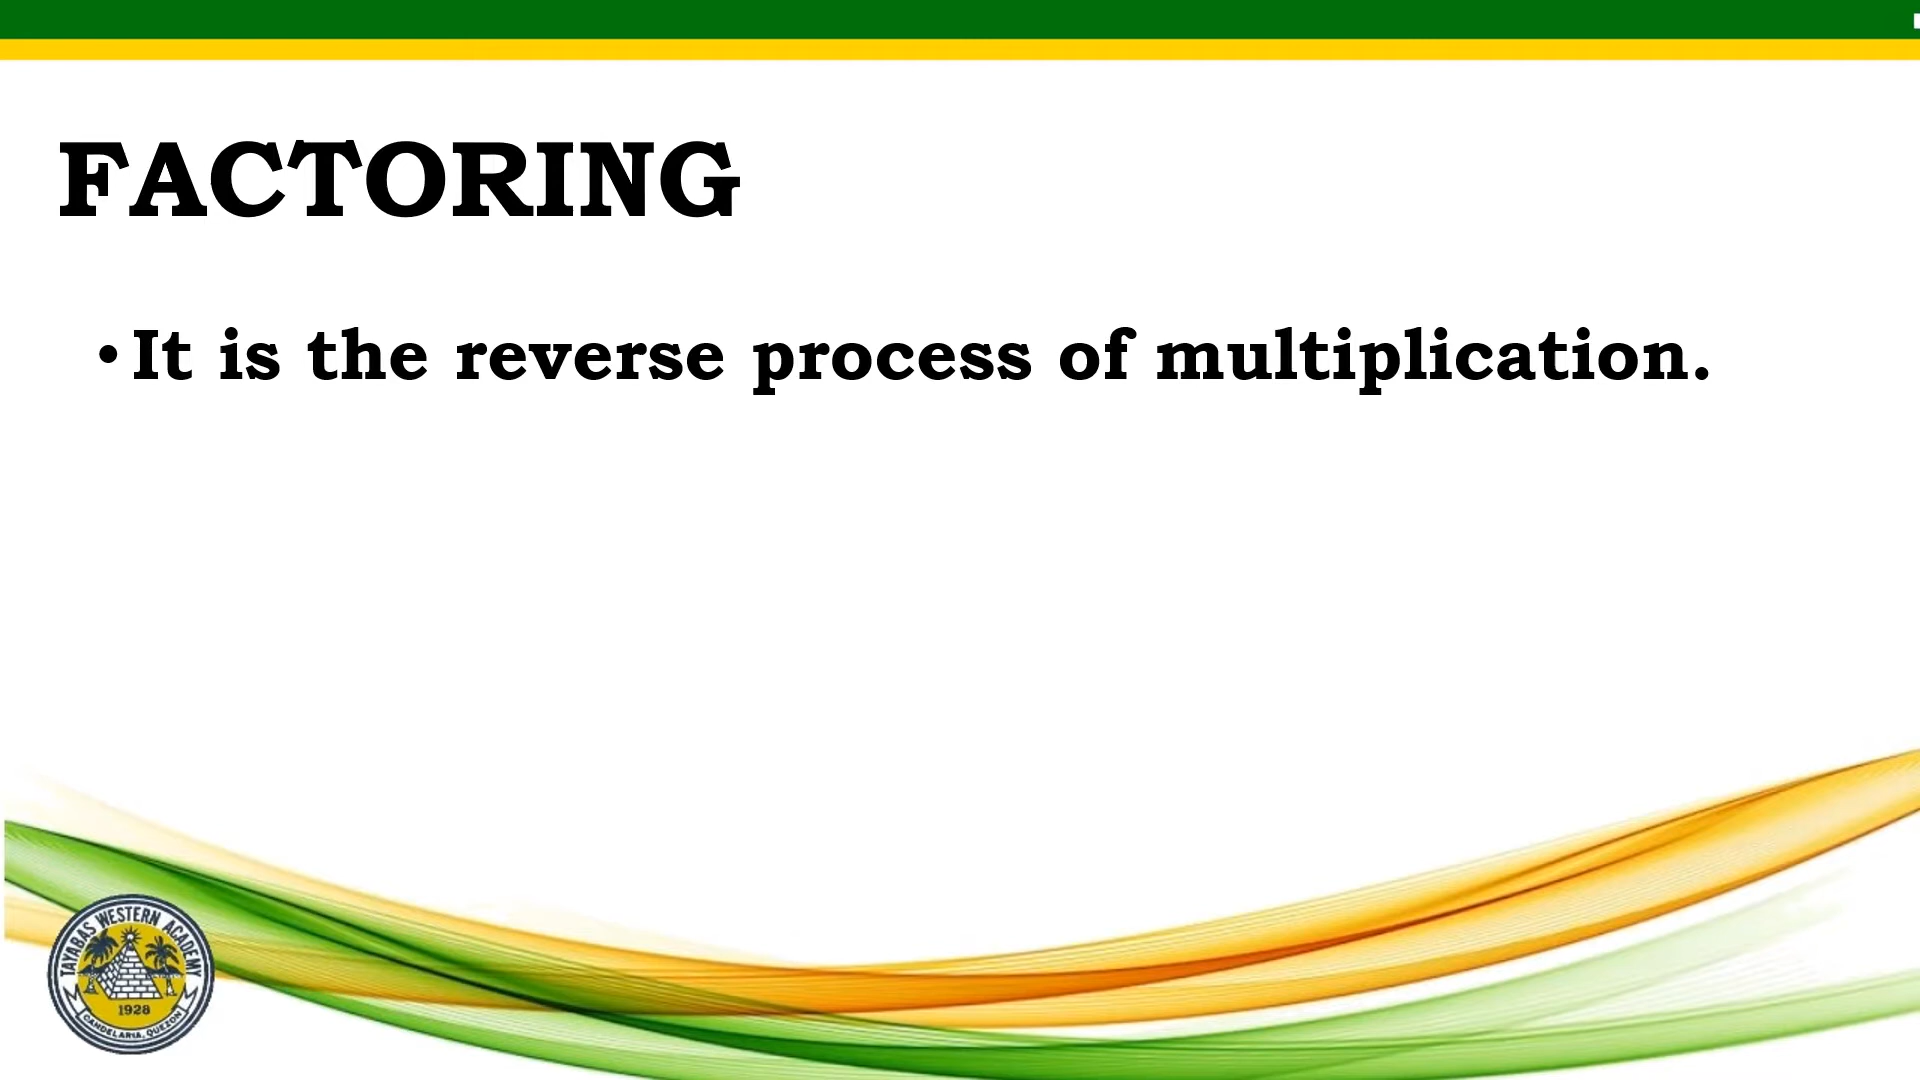 FACTORING
• It is the reverse process of multiplication.
TAYABAS WESTERN ACADEMY
1928
CANDELARIA, QUEZON